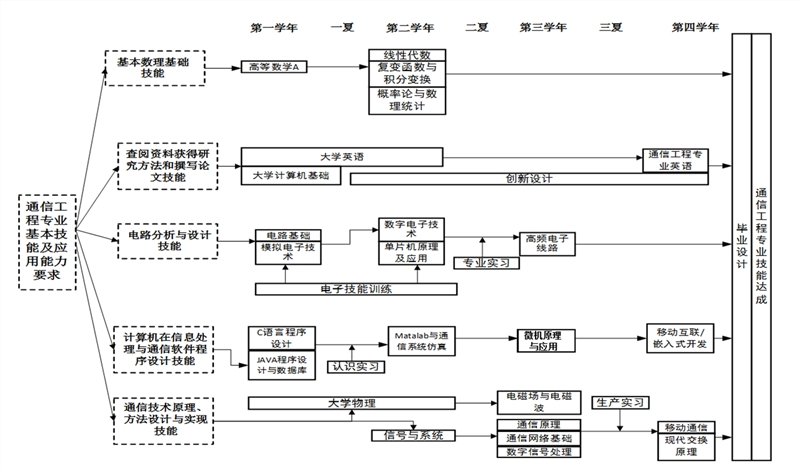 第一学年
一夏
第二学年
二夏
第三学年
三夏
第四学年
通信工
程专业
基本技
能及应
用能力
要求
基本数理基础
技能
高等数学A
线性代数
复变函数与
积分变换
概率论与数
理统计
查阅资料获得研
究方法和撰写论
文技能
大学英语
大学计算机基础
创新设计
通信工程专
业英语
电路分析与设计
技能
电路基础
模拟电子技
术
数字电子技
术
单片机原理
及应用
专业实习
高频电子
线路
电子技能训练
计算机在信息处
理与通信软件程
序设计技能
C语言程序
设计
JAVA程序设
计与数据库
认识实习
Matalab与通
信系统仿真
微机原理
与应用
移动互联/
嵌入式开发
通信技术原理、
方法设计与实现
技能
大学物理
信号与系统
电磁场与电磁
波
通信原理
通信网络基础
数字信号处理
生产实习
移动通信
现代交换
原理
毕业设计
通信工程专业技能达成